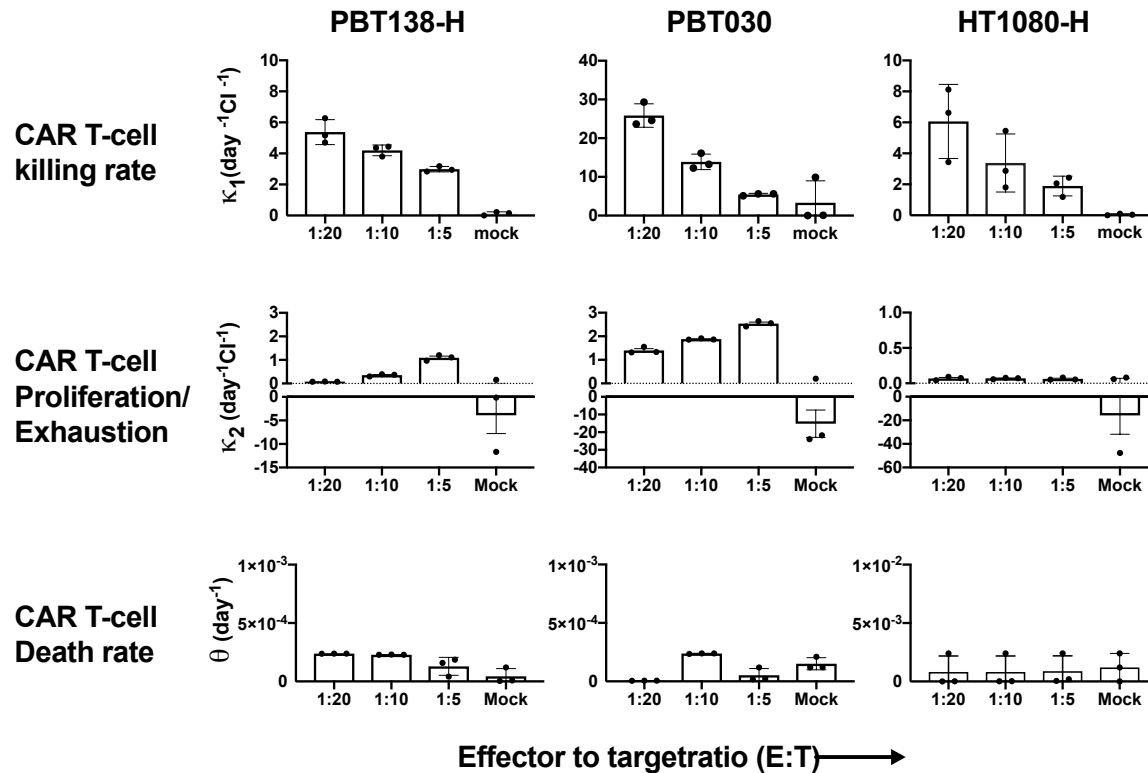 PBT138-H PBT030 HT1080-H
CAR T-cell
killing rate
κ1(day -1CI -1)
10
8
6
4
2
0
1:20 1:10 1:5 mock
40
30
20
10
0
1:20 1:10 1:5 mock
10
8
6
4
2
0
1:20 1:10 1:5 mock
CAR T-cell
Proliferation/
Exhaustion
κ2 (day-1CI-1)
3
2
1
0
0
-5
-10
-15
1:20 1:10 1:5 Mock
3
2
1
0
0
-10
-20
-30
-40
1:20 1:10 1:5 Mock
1.0
0.5
0.0
0
-20
-40
-60
1:20 1:10 1:5 Mock
CAR T-cell
Death rate
θ (day-1)
1×10-3
5×10-4
0
1:20 1:10 1:5 Mock
1×10-3
5×10-4
0
1:20 1:10 1:5 Mock
1×10-2
5×10-3
0
1:20 1:10 1:5 Mock
Effector to targetratio (E:T)